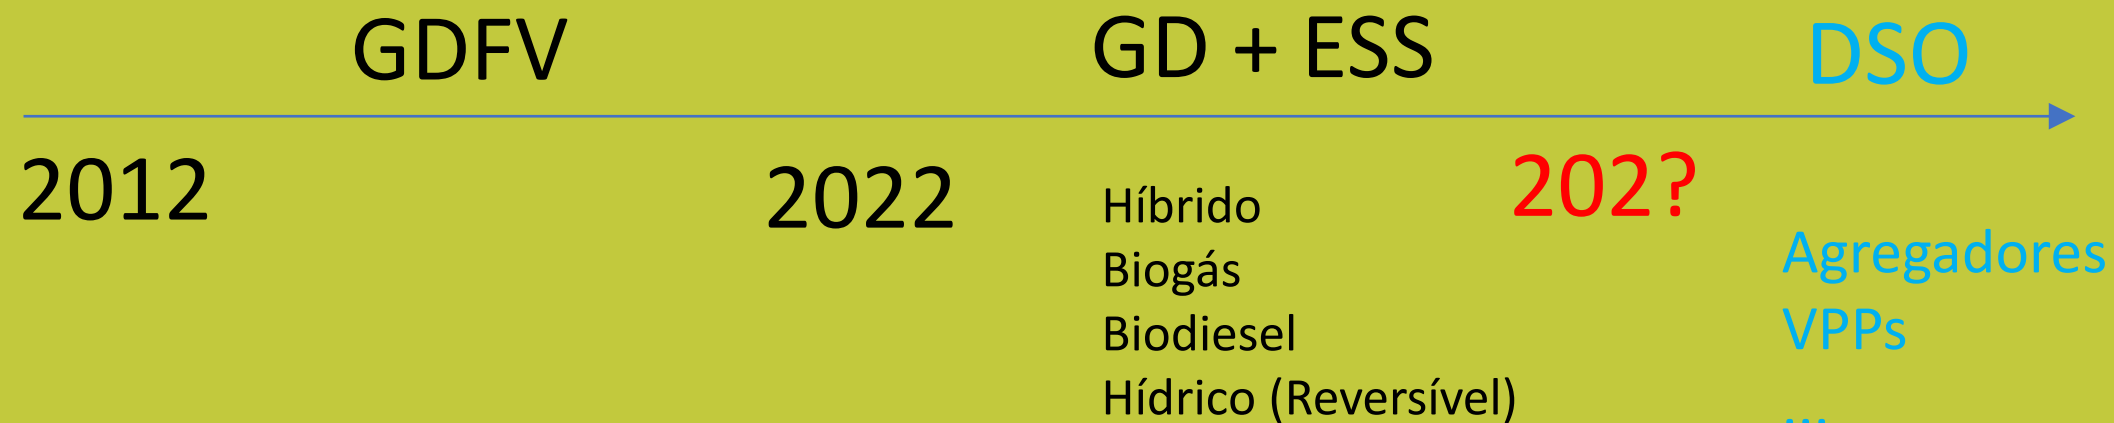 GDFV
GD + ESS
DSO
2012
2022
202?
Híbrido
Biogás
Biodiesel
Hídrico (Reversível)
Agregadores
VPPs
...